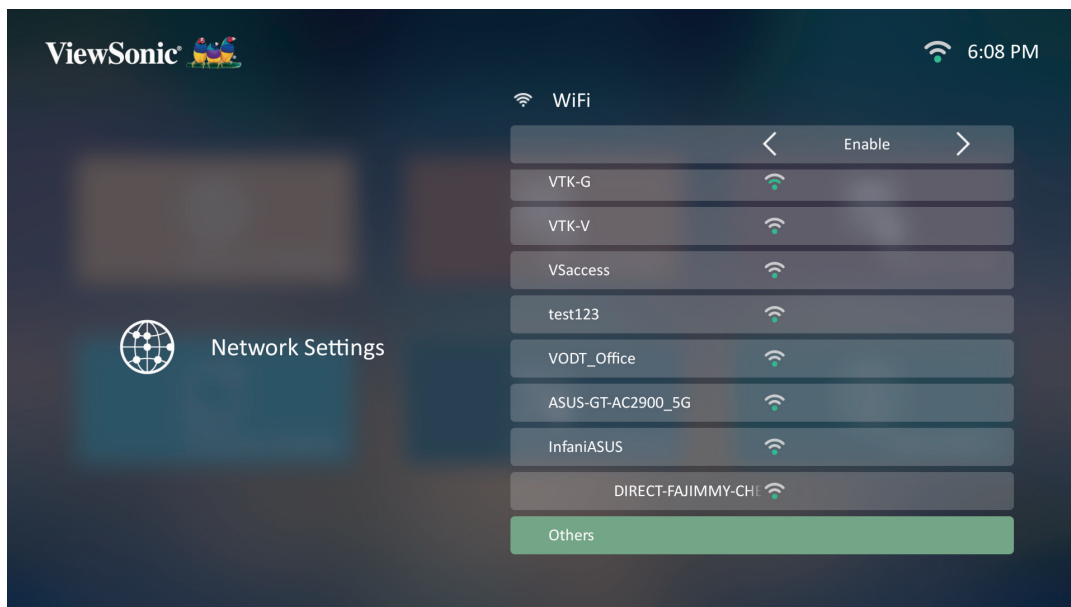 ViewSonic®
6:08 PM
WiFi
Enable
VTK-G
VTK-V
VSaccess
test123
Network Settings
VODT_Office
ASUS-GT-AC2900_5G
InfaniASUS
DIRECT-FAJIMMY-CHE
Others